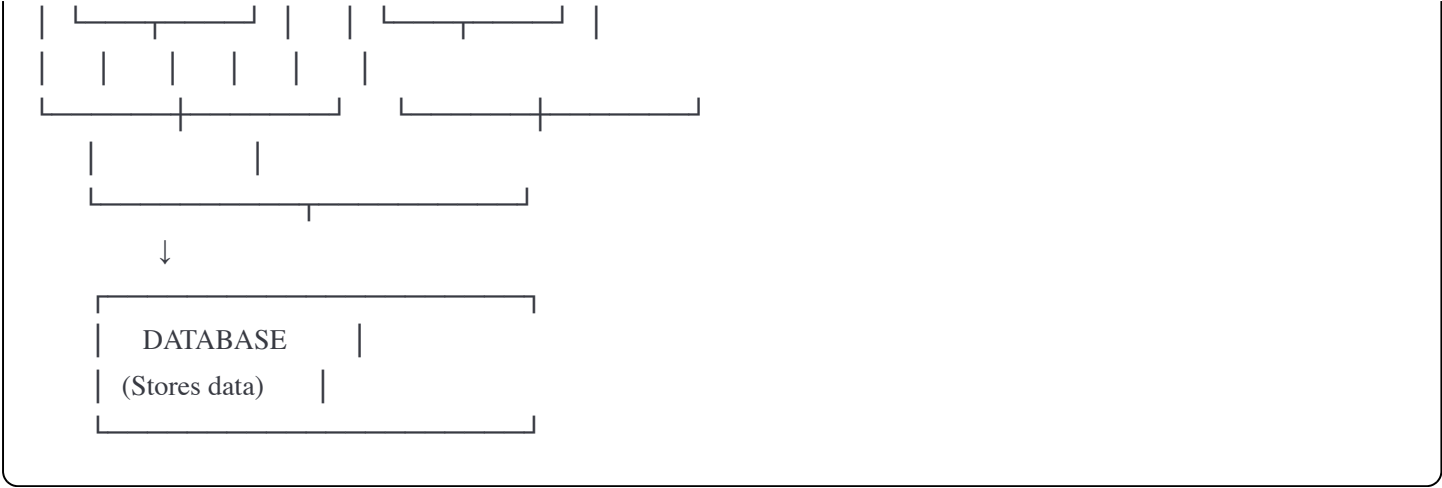 ↓
DATABASE
(Stores data)